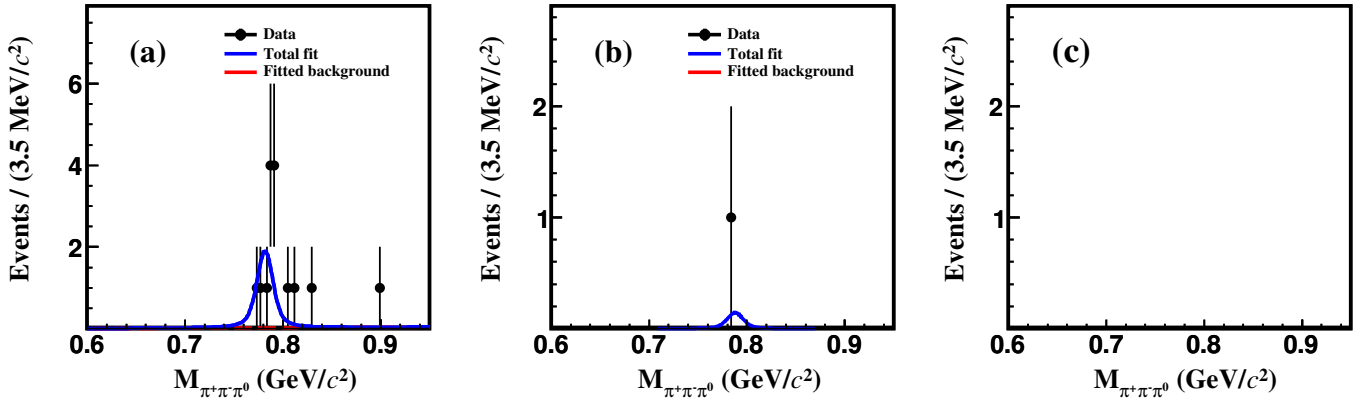 (a)
Data
Total fit
Fitted background
Events / (3.5 MeV/c²)
6
4
2
0
0.6 0.7 0.8 0.9
M π⁺π⁻π⁰ (GeV/c²)
(b)
Data
Total fit
Fitted background
Events / (3.5 MeV/c²)
2
1
0
0.6 0.7 0.8 0.9
M π⁺π⁻π⁰ (GeV/c²)
(c)
Events / (3.5 MeV/c²)
2
1
0
0.6 0.7 0.8 0.9
M π⁺π⁻π⁰ (GeV/c²)